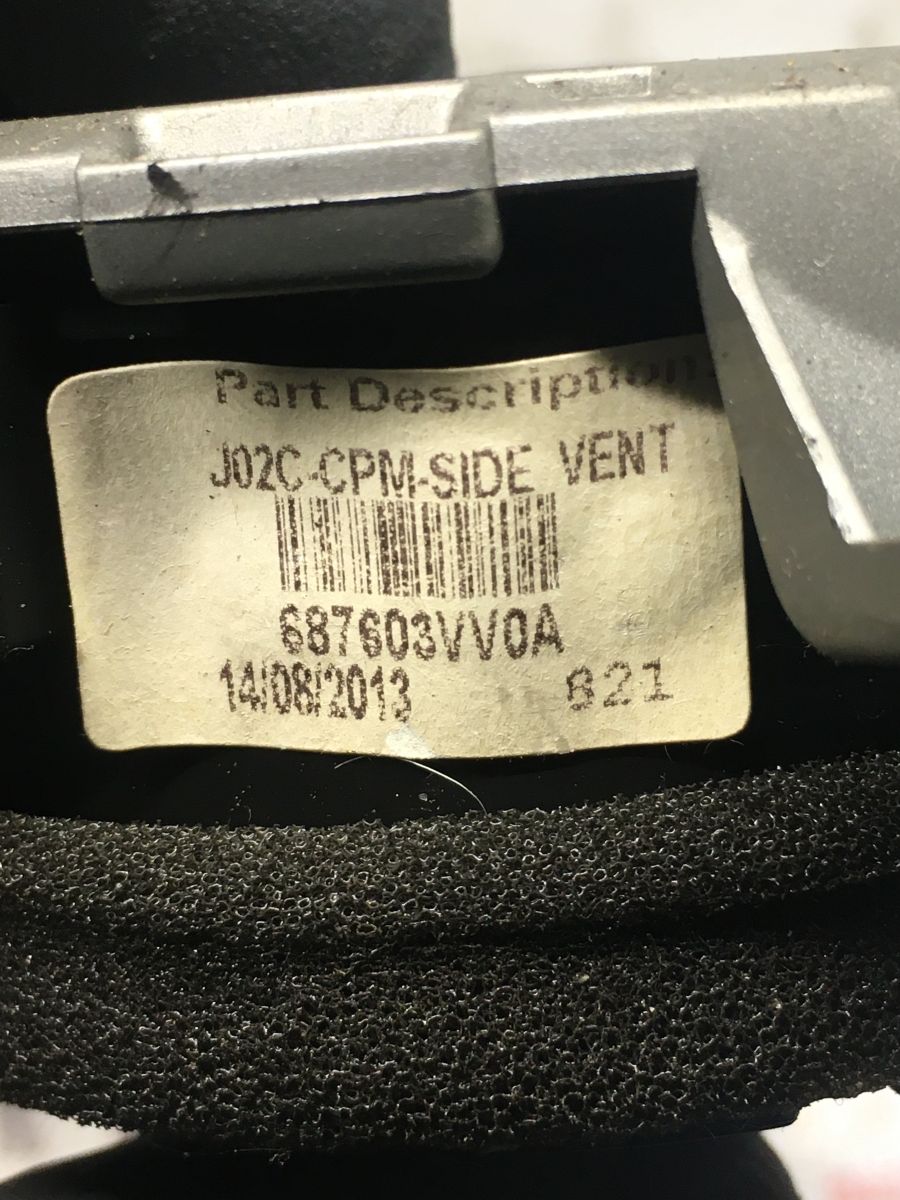 Part Description:
J02C-CPM-SIDE VENT
687603VV0A
14/08/2013 821